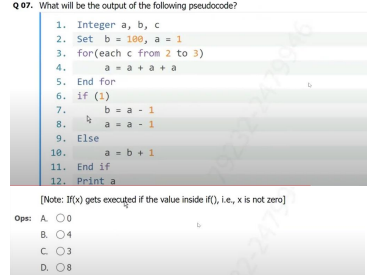 Q 07. What will be the output of the following pseudocode?
1. Integer a, b, c
2. Set b = 100, a = 1
3. for(each c from 2 to 3)
4. a = a + a + a
5. End for
6. if (1)
7. b = a - 1
8. a = a - 1
9. Else
10. a = b + 1
11. End if
12. Print a
[Note: If(x) gets executed if the value inside if(), i.e., x is not zero]
Ops: A. 0
B. 4
C. 3
D. 8